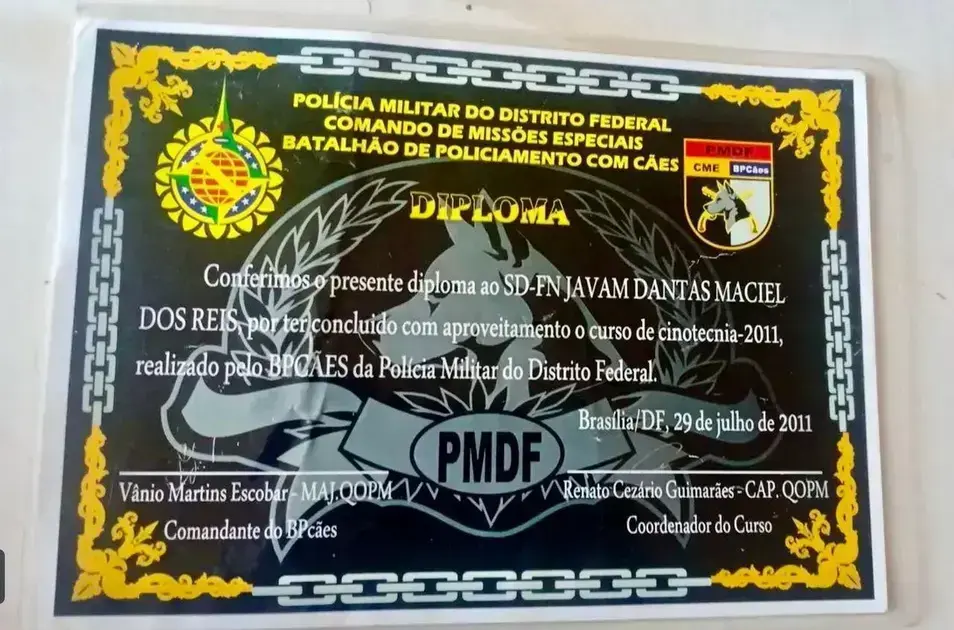 POLÍCIA MILITAR DO DISTRITO FEDERAL
COMANDO DE MISSÕES ESPECIAIS
BATALHÃO DE POLICIAMENTO COM CÃES
PMDF
CME BPCães
DIPLOMA
Conferimos o presente diploma ao SD-FN JAVAM DANTAS MACIEL
DOS REIS, por ter concluído com aproveitamento o curso de cinotecnia-2011,
realizado pelo BPCÃES da Polícia Militar do Distrito Federal.
Brasília/DF, 29 de julho de 2011
PMDF
Vânio Martins Escobar - MAJ.QOPM
Comandante do BPcães
Renato Cezário Guimarães - CAP. QOPM
Coordenador do Curso